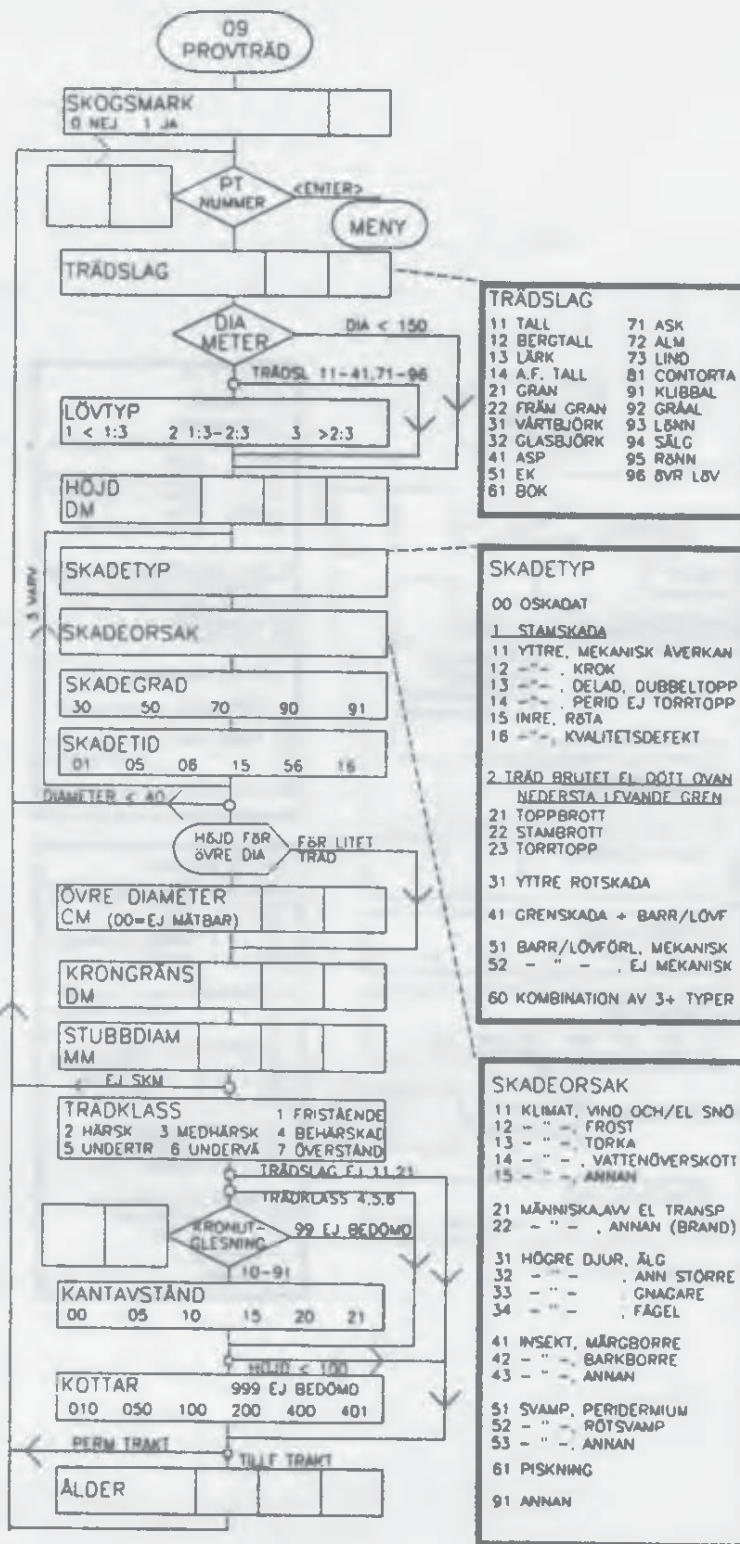 09
PROVTRÄD
SKOGSMARK
0 NEJ 1 JA
PT
NUMMER
<ENTER>
MENY
TRÄDSLAG
DIA
METER
DIA < 150
TRÄDSL 11-41,71-96
LÖVTYP
1 < 1:3 2 1:3-2:3 3 >2:3
HÖJD
DM
3 VARV
SKADETYP
SKADEORSAK
SKADEGRAD
30 50 70 90 91
SKADETID
01 05 06 15 56 16
DIAMETER < 40
HÖJD FÖR
ÖVRE DIA
FÖR LITET
TRÄD
ÖVRE DIAMETER
CM (00=EJ MÄTBAR)
KRONGRÄNS
DM
STUBBDIAM
MM
EJ SKM
TRÄDKLASS 1 FRISTÅENDE
2 HÄRSK 3 MEDHÄRSK 4 BEHÄRSKAD
5 UNDERTR 6 UNDERVÄ 7 ÖVERSTÅND
TRÄDSLAG EJ 11,21
TRÄDKLASS 4,5,6
KRONUT-
GLESNING
99 EJ BEDÖMD
10-91
KANTAVSTÅND
00 05 10 15 20 21
HÖJD < 100
KOTTAR 999 EJ BEDÖMD
010 050 100 200 400 401
PERM TRAKT
TILLF TRAKT
ÅLDER
TRÄDSLAG
11 TALL 71 ASK
12 BERGTALL 72 ALM
13 LÄRK 73 LIND
14 A.F. TALL 81 CONTORTA
21 GRAN 91 KLIBBAL
22 FRÄM GRAN 92 GRÅAL
31 VÅRTBJÖRK 93 LÖNN
32 GLASBJÖRK 94 SÄLG
41 ASP 95 RÖNN
51 EK 96 ÖVR LÖV
61 BOK
SKADETYP
00 OSKADAT
1 STAMSKADA
11 YTTRE, MEKANISK ÅVERKAN
12 -"- , KROK
13 -"- , DELAD, DUBBELTOPP
14 -"- , PERID EJ TORRTOPP
15 INRE, RÖTA
16 -"-, KVALITETSDEFEKT
2 TRÄD BRUTET EL DÖTT OVAN
NEDERSTA LEVANDE GREN
21 TOPPBROTT
22 STAMBROTT
23 TORRTOPP
31 YTTRE ROTSKADA
41 GRENSKADA + BARR/LÖVF
51 BARR/LÖVFÖRL, MEKANISK
52 - " - , EJ MEKANISK
60 KOMBINATION AV 3+ TYPER
SKADEORSAK
11 KLIMAT, VIND OCH/EL SNÖ
12 - " -, FROST
13 - " -, TORKA
14 - " -, VATTENÖVERSKOTT
15 - " -, ANNAN
21 MÄNNISKA,AVV EL TRANSP
22 - " - , ANNAN (BRAND)
31 HÖGRE DJUR, ÄLG
32 - " - , ANN STÖRRE
33 - " - , GNAGARE
34 - " - , FÅGEL
41 INSEKT, MÄRGBORRE
42 - " -, BARKBORRE
43 - " -, ANNAN
51 SVAMP, PERIDERMIUM
52 - " -, RÖTSVAMP
53 - " -, ANNAN
61 PISKNING
91 ANNAN